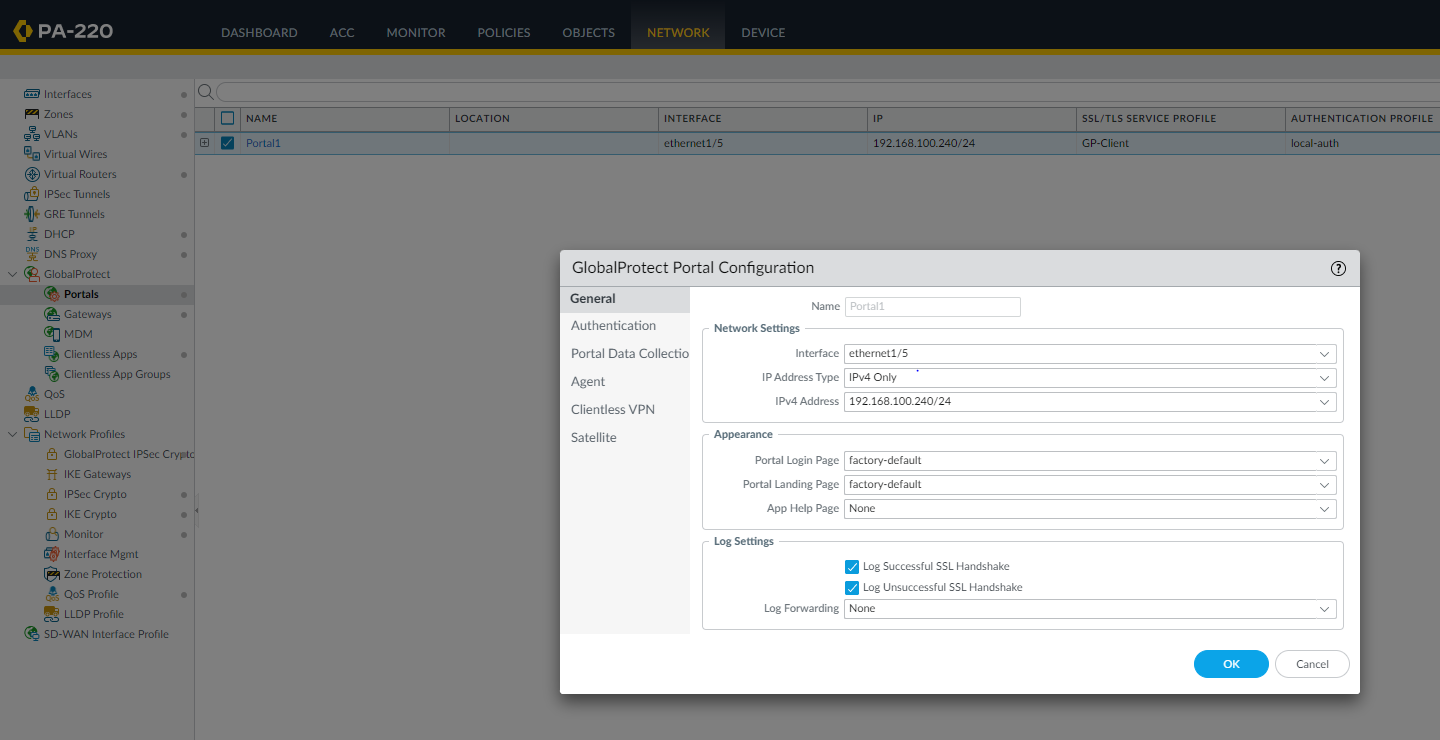 PA-220 DASHBOARD ACC MONITOR POLICIES OBJECTS NETWORK DEVICE
Interfaces
Zones
VLANs
Virtual Wires
Virtual Routers
IPSec Tunnels
GRE Tunnels
DHCP
DNS Proxy
GlobalProtect
Portals
Gateways
MDM
Clientless Apps
Clientless App Groups
QoS
LLDP
Network Profiles
GlobalProtect IPSec Crypto
IKE Gateways
IPSec Crypto
IKE Crypto
Monitor
Interface Mgmt
Zone Protection
QoS Profile
LLDP Profile
SD-WAN Interface Profile
NAME LOCATION INTERFACE IP SSL/TLS SERVICE PROFILE AUTHENTICATION PROFILE
Portal1 ethernet1/5 192.168.100.240/24 GP-Client local-auth
GlobalProtect Portal Configuration
General
Authentication
Portal Data Collectio
Agent
Clientless VPN
Satellite
Name Portal1
Network Settings
Interface ethernet1/5
IP Address Type IPv4 Only
IPv4 Address 192.168.100.240/24
Appearance
Portal Login Page factory-default
Portal Landing Page factory-default
App Help Page None
Log Settings
Log Successful SSL Handshake
Log Unsuccessful SSL Handshake
Log Forwarding None
OK Cancel